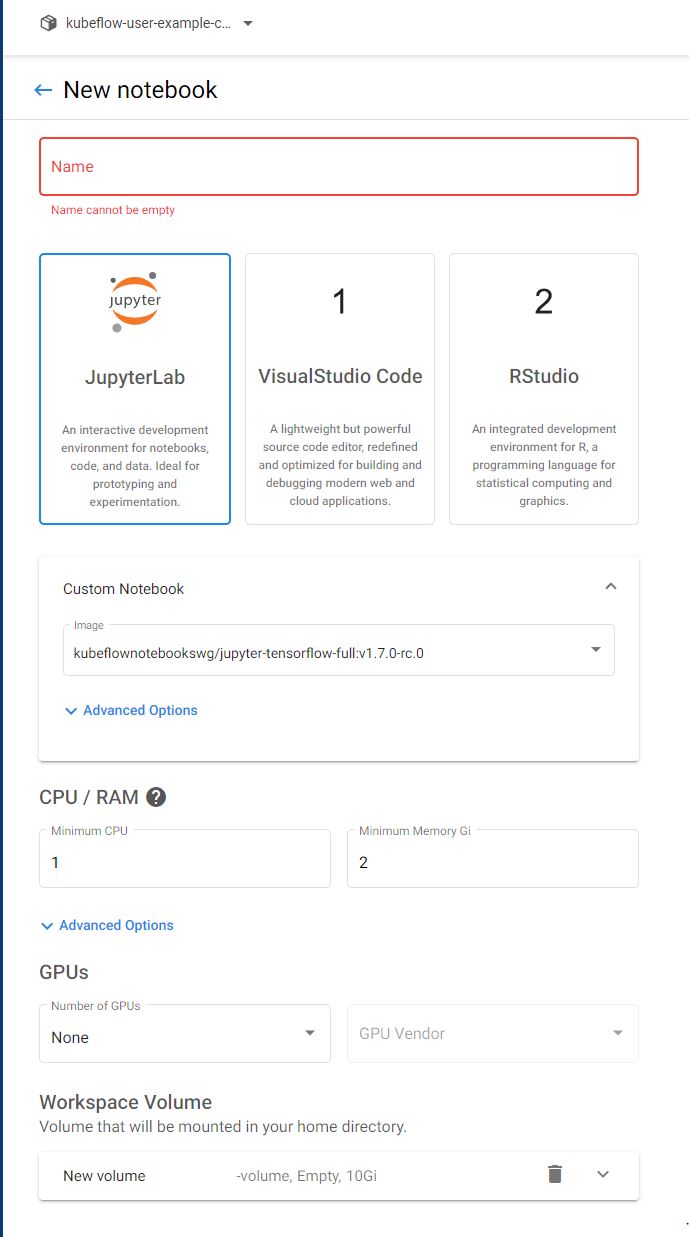 kubeflow-user-example-c...
New notebook
Name
Name cannot be empty
jupyter
JupyterLab
An interactive development
environment for notebooks,
code, and data. Ideal for
prototyping and
experimentation.
1
VisualStudio Code
A lightweight but powerful
source code editor, redefined
and optimized for building and
debugging modern web and
cloud applications.
2
RStudio
An integrated development
environment for R, a
programming language for
statistical computing and
graphics.
Custom Notebook
Image
kubeflownotebookswg/jupyter-tensorflow-full:v1.7.0-rc.0
Advanced Options
CPU / RAM ?
Minimum CPU
1
Minimum Memory Gi
2
Advanced Options
GPUs
Number of GPUs
None
GPU Vendor
Workspace Volume
Volume that will be mounted in your home directory.
New volume -volume, Empty, 10Gi